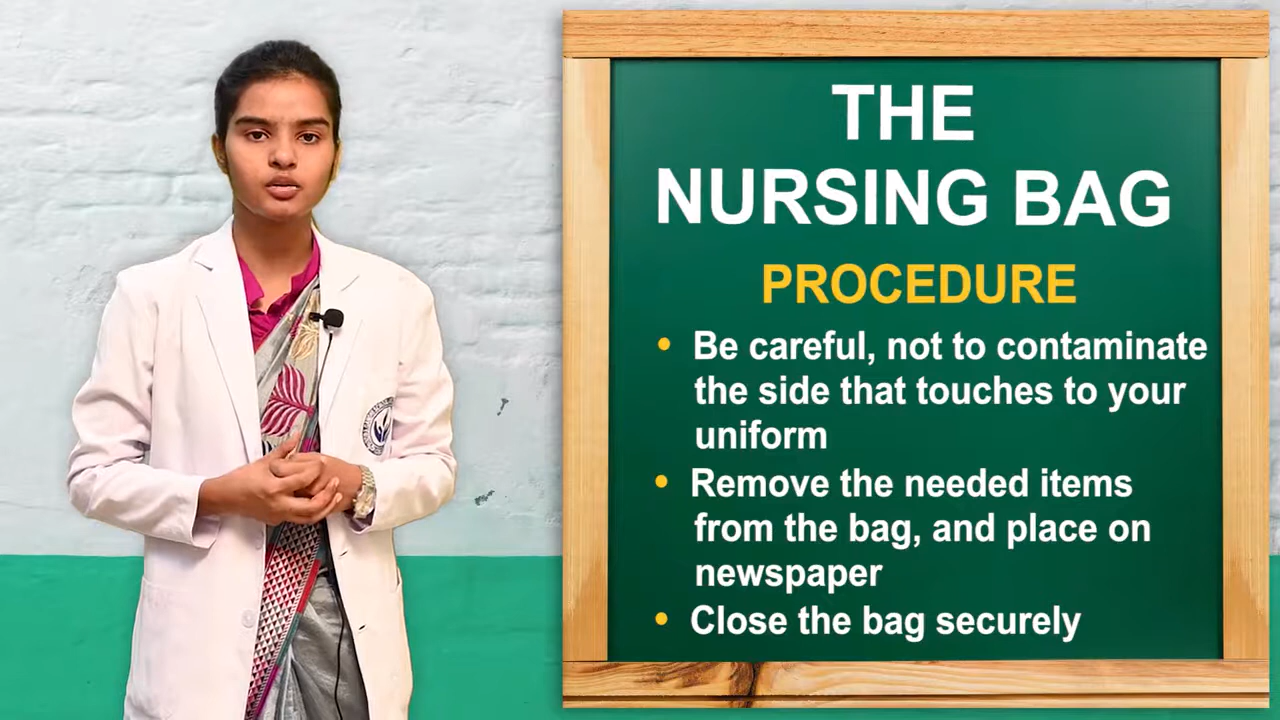 THE
NURSING BAG
PROCEDURE
• Be careful, not to contaminate
the side that touches to your
uniform
• Remove the needed items
from the bag, and place on
newspaper
• Close the bag securely